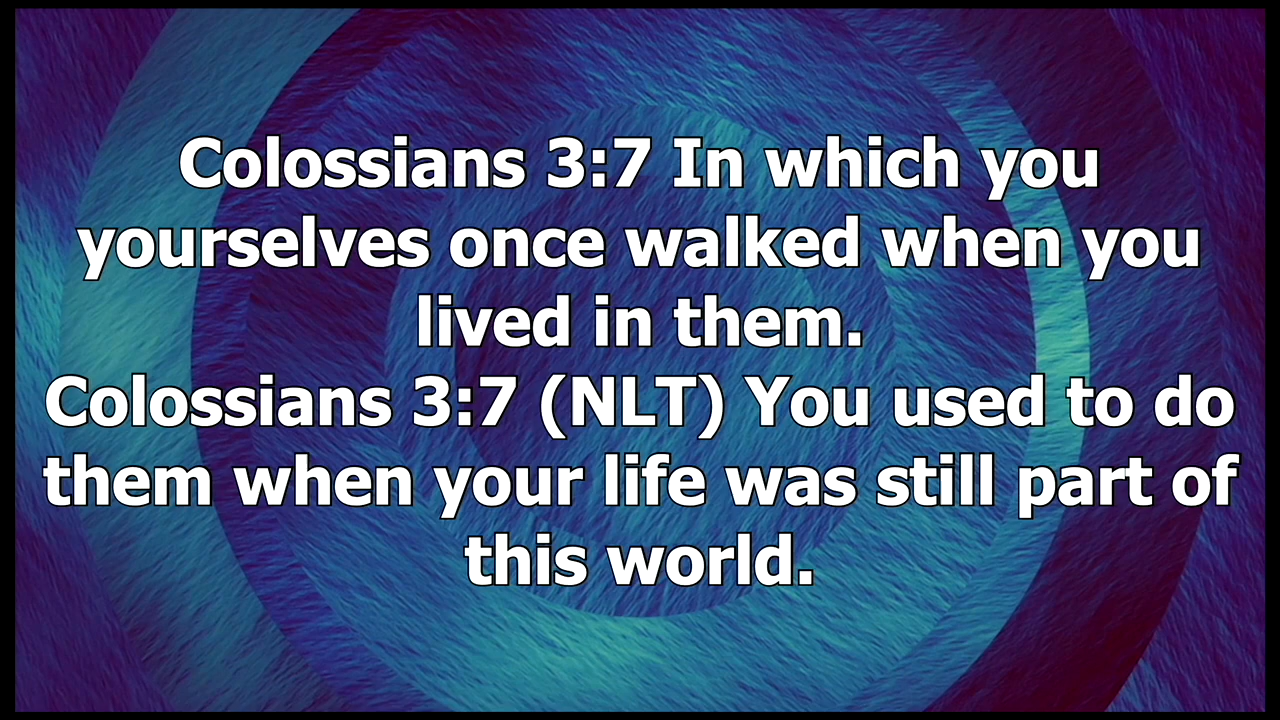 Colossians 3:7 In which you
yourselves once walked when you
lived in them.
Colossians 3:7 (NLT) You used to do
them when your life was still part of
this world.